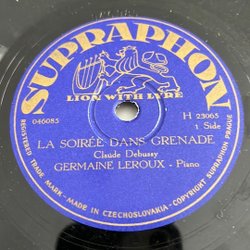 SUPRAPHON
LION WITH LYRE
046085
H 23065
1 Side
LA SOIRÉE DANS GRENADE
Claude Debussy
GERMAINE LEROUX - Piano
REGISTERED TRADE MARK - MADE IN CZECHOSLOVAKIA - COPYRIGHT SUPRAPHON PRAGUE